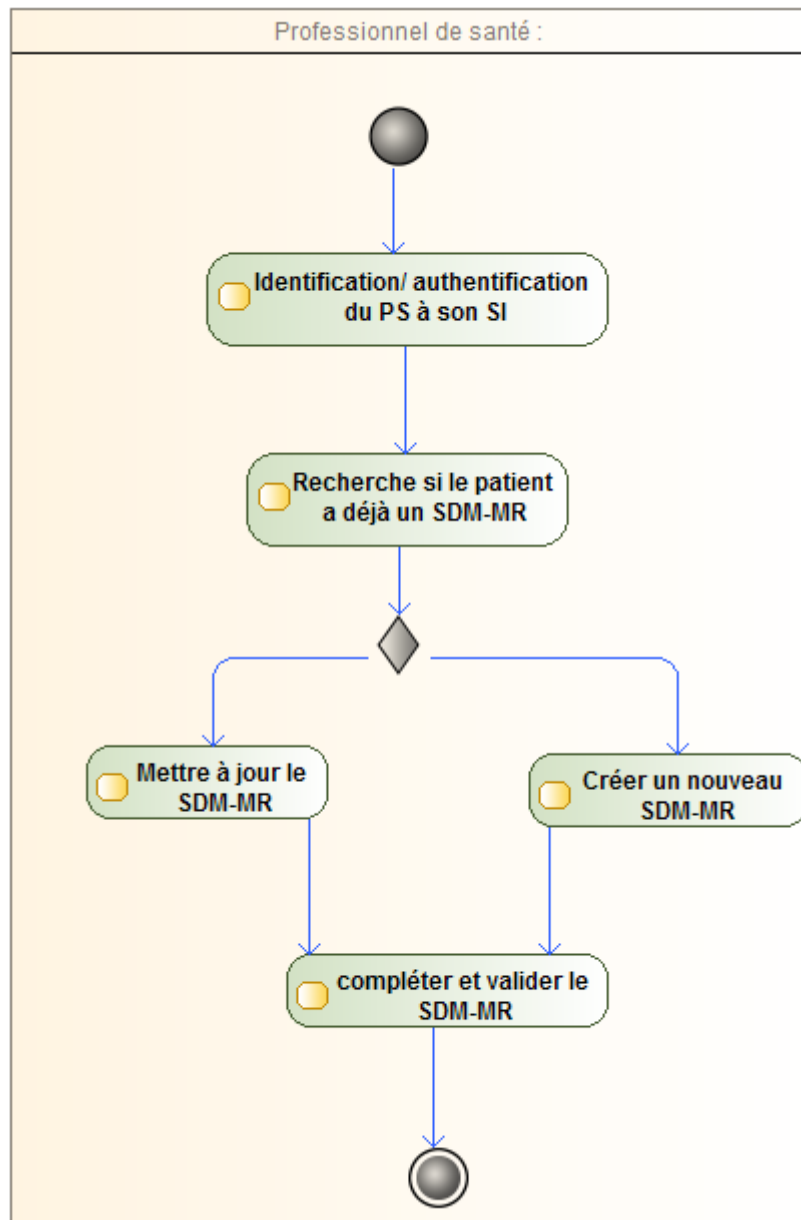 Professionnel de santé :
Identification/ authentification
du PS à son SI
Recherche si le patient
a déjà un SDM-MR
Mettre à jour le
SDM-MR
Créer un nouveau
SDM-MR
compléter et valider le
SDM-MR